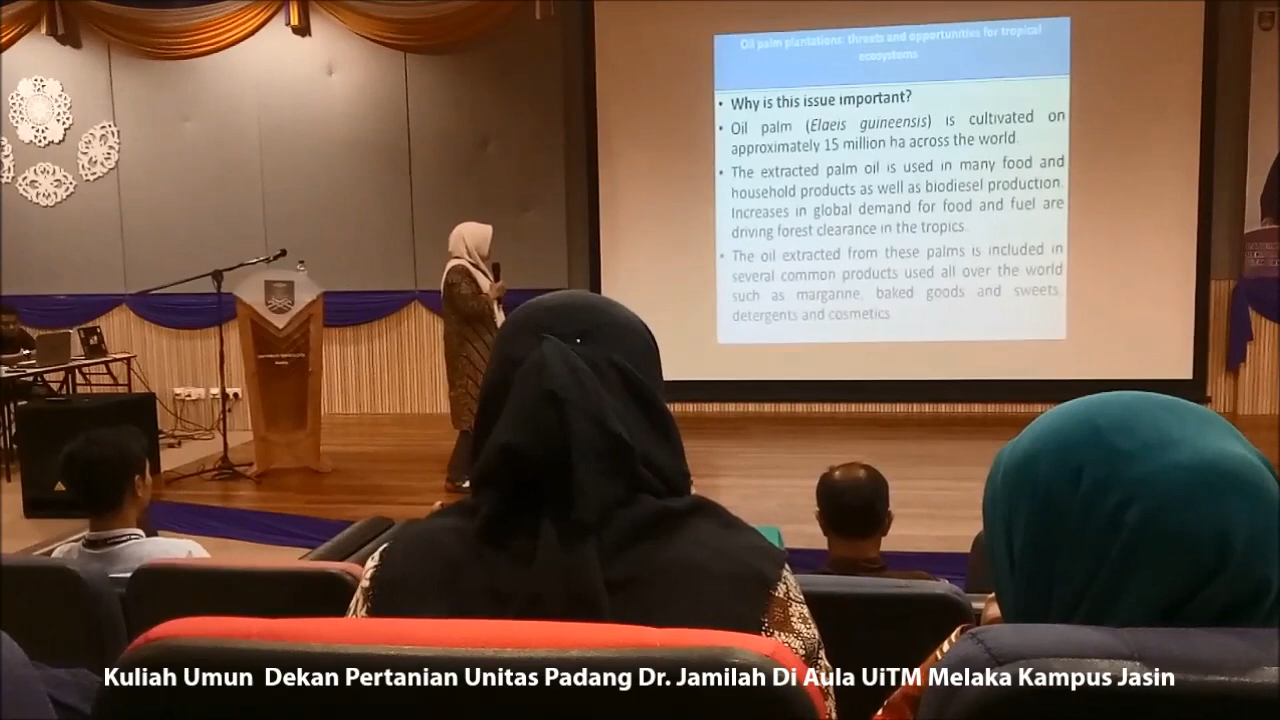 Oil palm plantations: threats and opportunities for tropical
ecosystems
• Why is this issue important?
• Oil palm (Elaeis guineensis) is cultivated on
approximately 15 million ha across the world.
• The extracted palm oil is used in many food and
household products as well as biodiesel production.
Increases in global demand for food and fuel are
driving forest clearance in the tropics.
• The oil extracted from these palms is included in
several common products used all over the world
such as margarine, baked goods and sweets,
detergents and cosmetics
Kuliah Umun Dekan Pertanian Unitas Padang Dr. Jamilah Di Aula UiTM Melaka Kampus Jasin